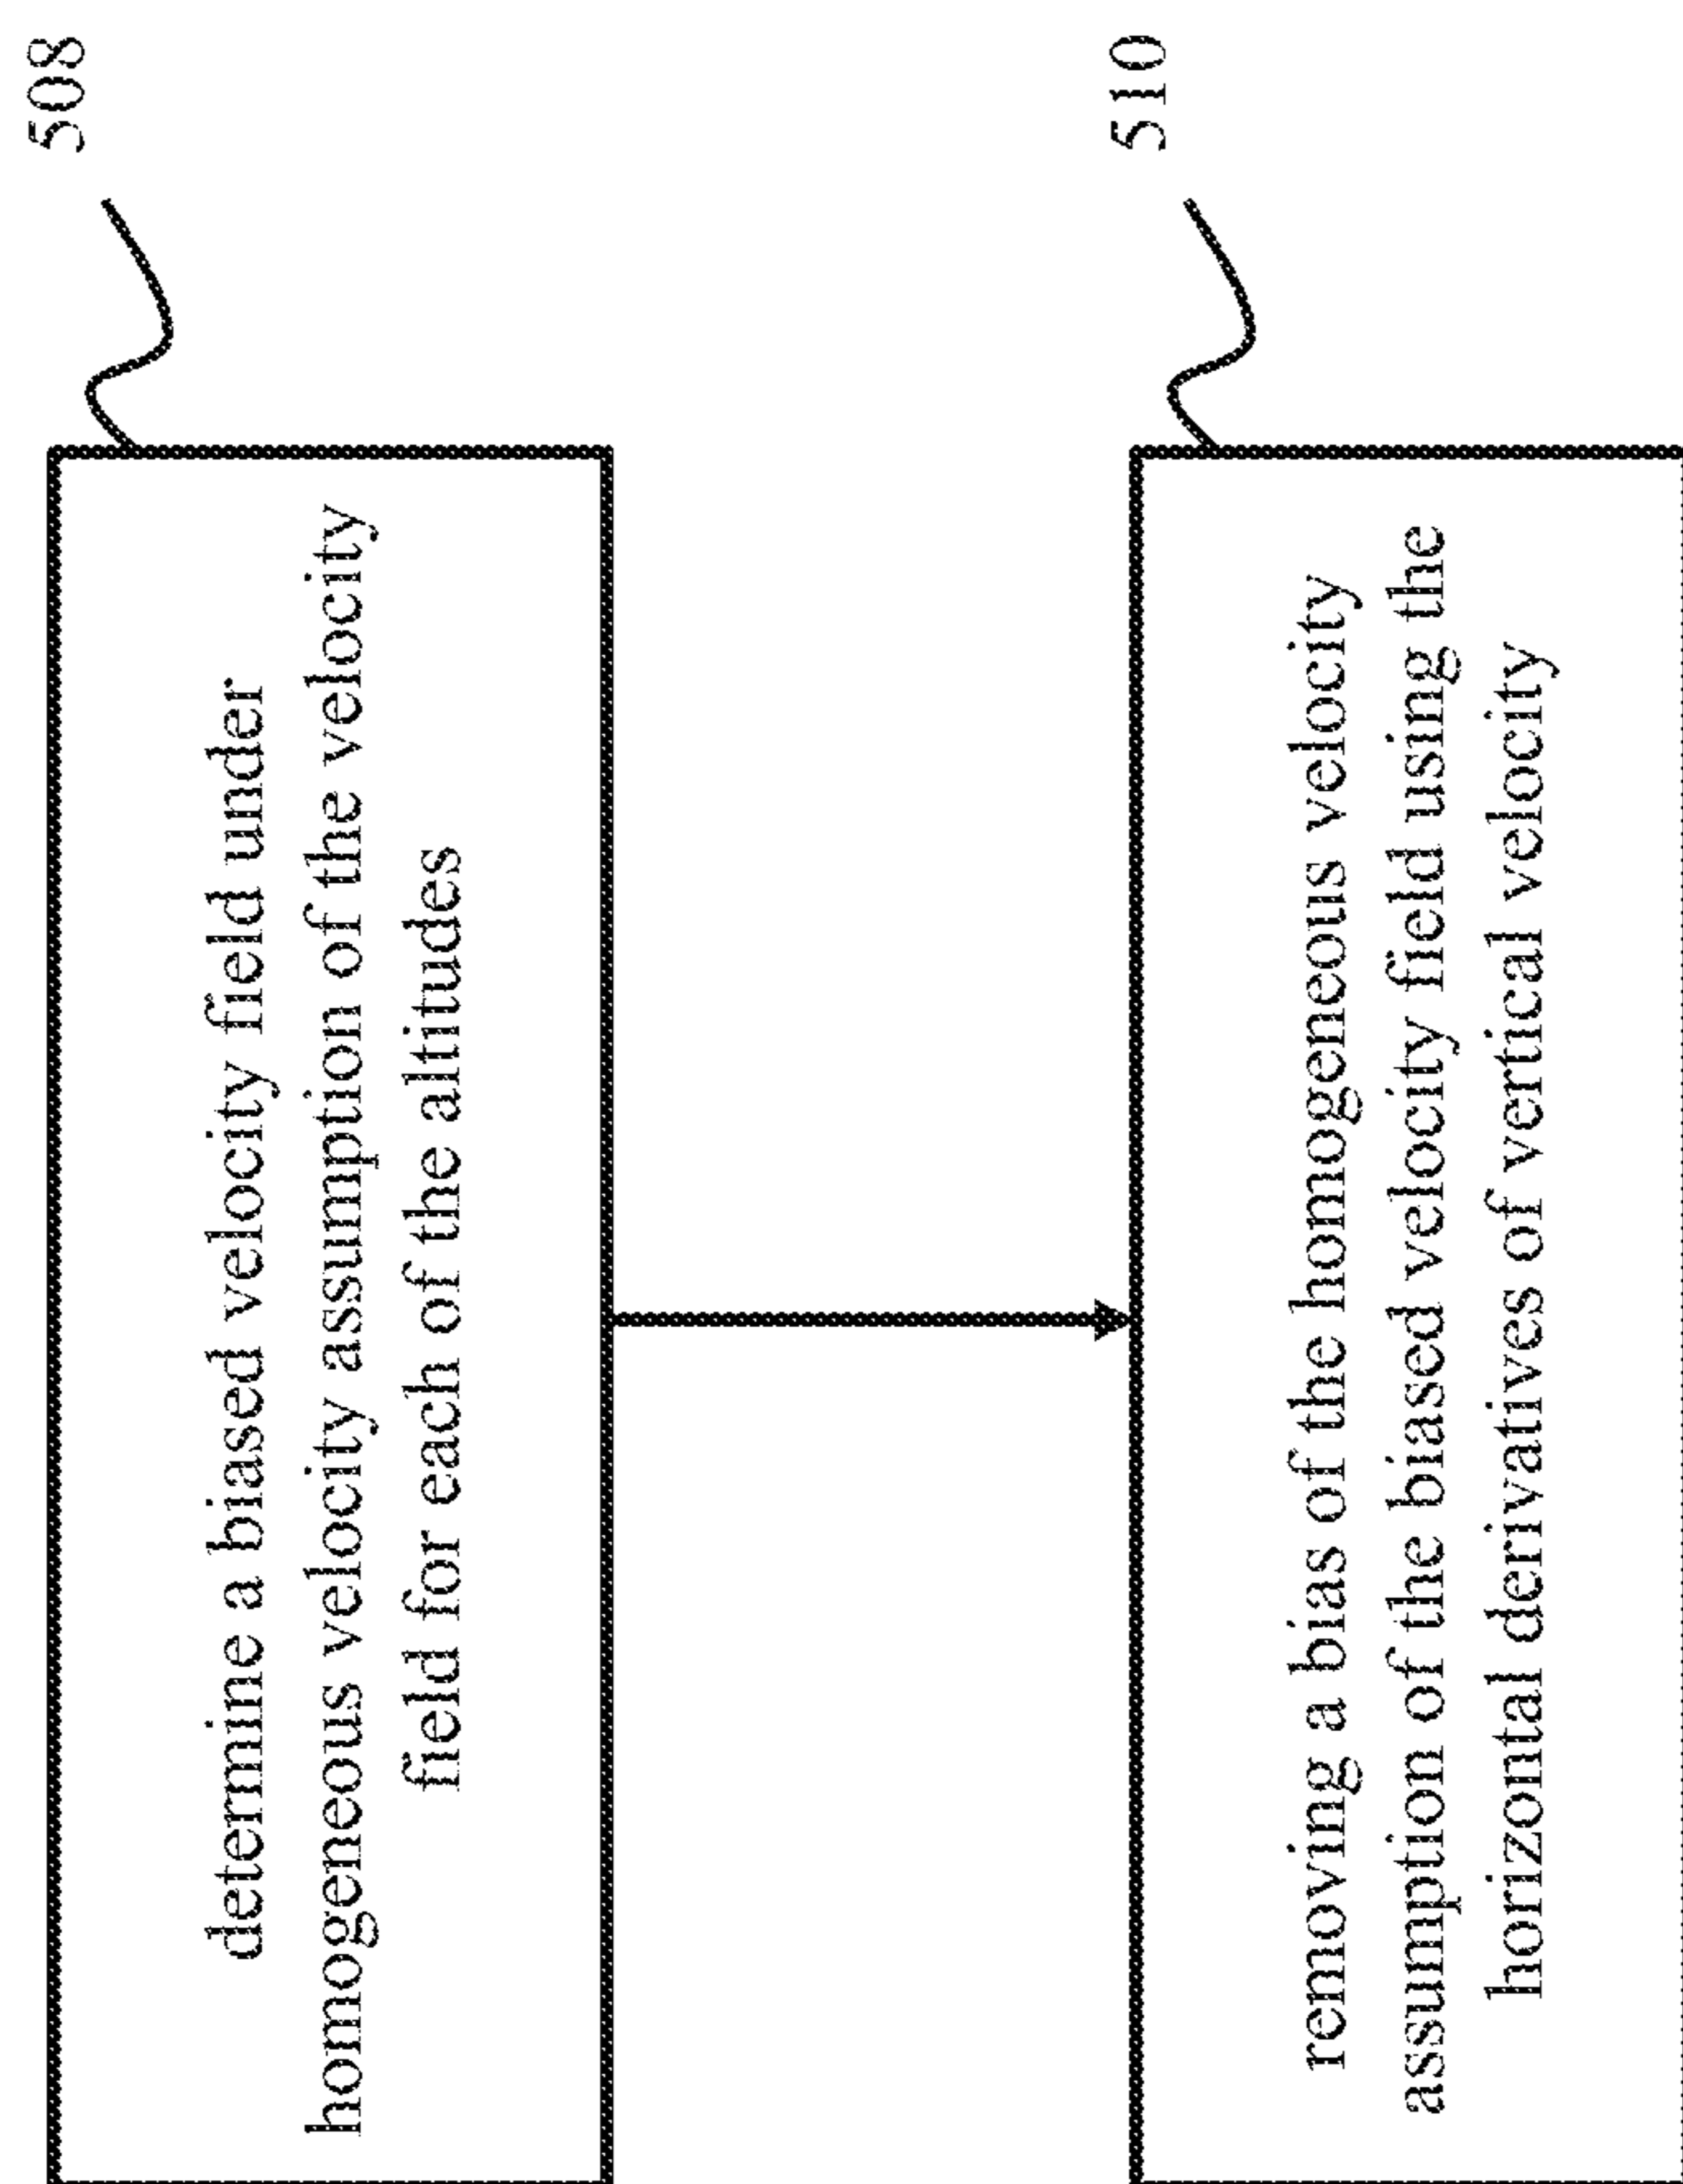 508
determine a biased velocity field under
homogeneous velocity assumption of the velocity
field for each of the altitudes
510
removing a bias of the homogeneous velocity
assumption of the biased velocity field using the
horizontal derivatives of vertical velocity